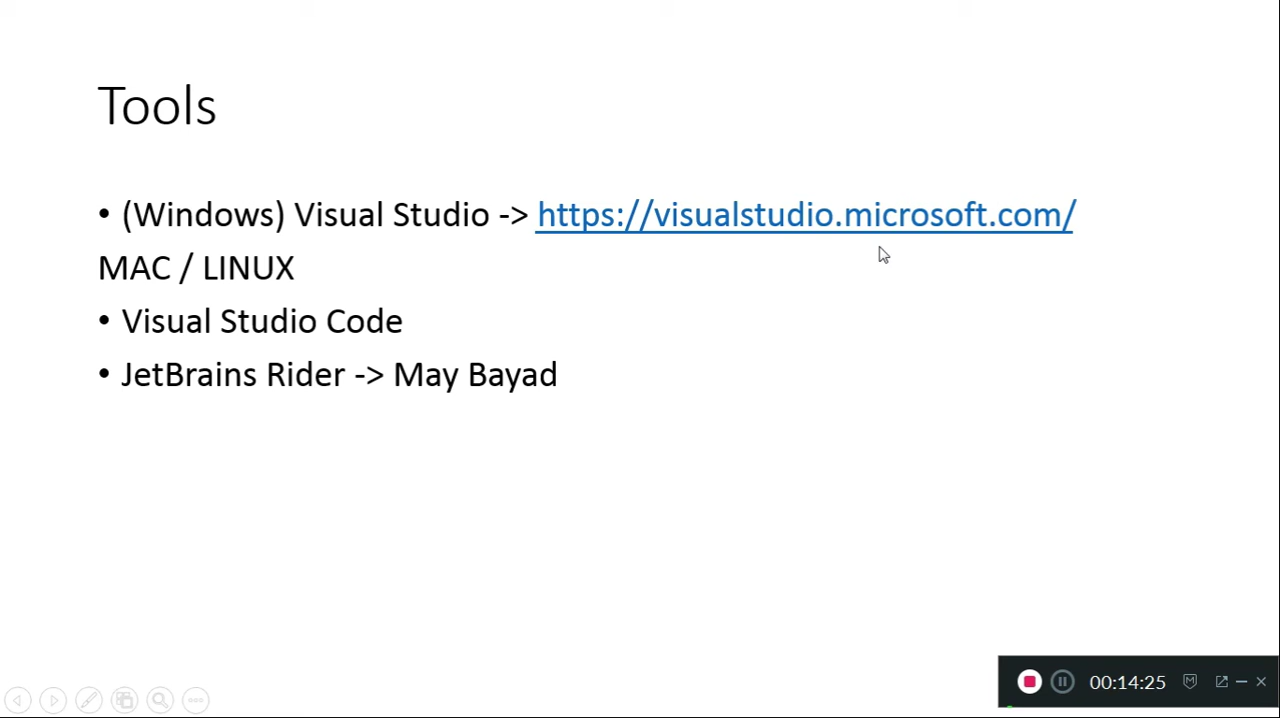 Tools
• (Windows) Visual Studio -> https://visualstudio.microsoft.com/
MAC / LINUX
• Visual Studio Code
• JetBrains Rider -> May Bayad
00:14:25